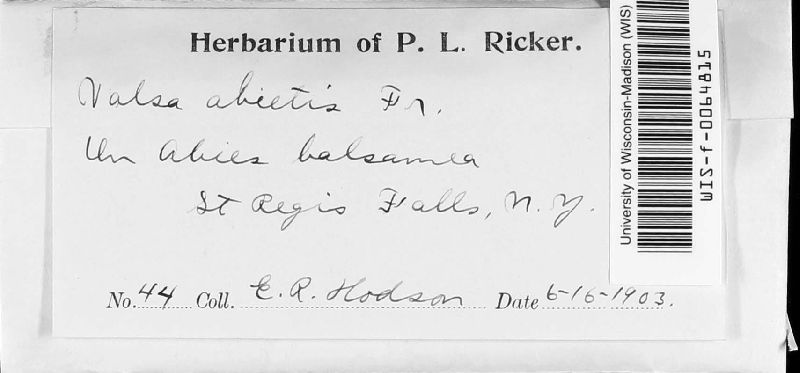 Herbarium of P. L. Ricker.
Valsa abietis Fr.
On Abies balsamea
St Regis Falls, N. Y.
No. 44 Coll. E. R. Hodson Date 6-16-1903.
University of Wisconsin-Madison (WIS)
WIS-f-0064815